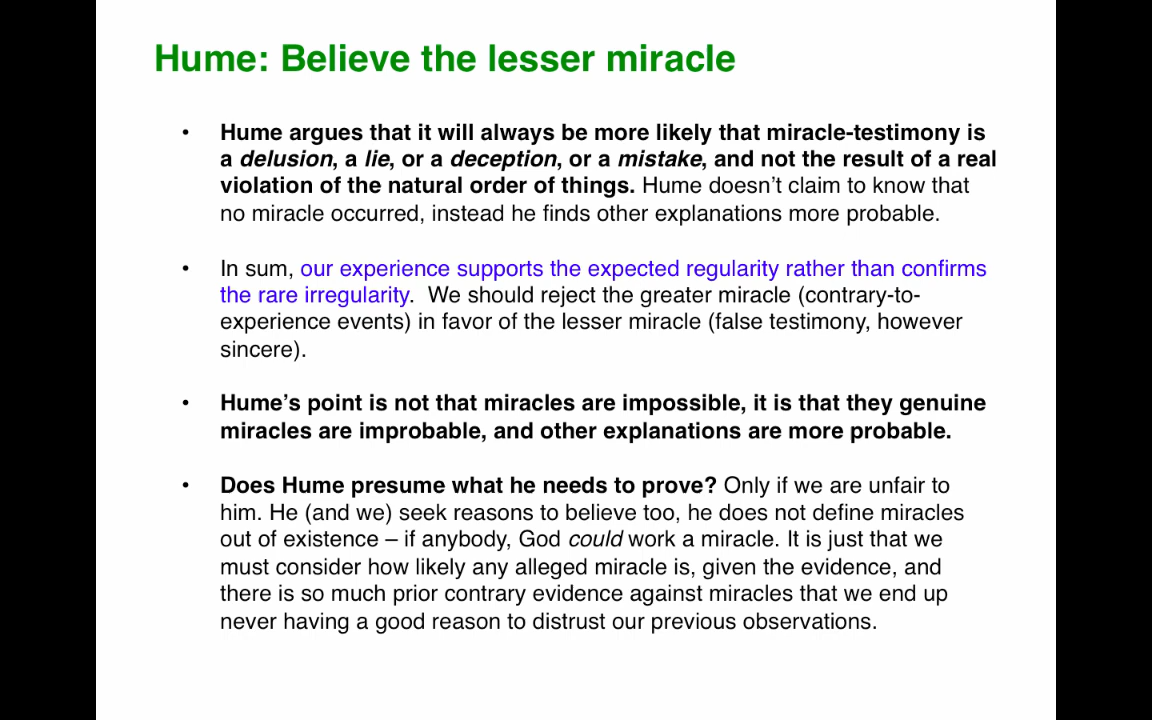 Hume: Believe the lesser miracle
• Hume argues that it will always be more likely that miracle-testimony is
a delusion, a lie, or a deception, or a mistake, and not the result of a real
violation of the natural order of things. Hume doesn’t claim to know that
no miracle occurred, instead he finds other explanations more probable.
• In sum, our experience supports the expected regularity rather than confirms
the rare irregularity. We should reject the greater miracle (contrary-to-
experience events) in favor of the lesser miracle (false testimony, however
sincere).
• Hume’s point is not that miracles are impossible, it is that they genuine
miracles are improbable, and other explanations are more probable.
• Does Hume presume what he needs to prove? Only if we are unfair to
him. He (and we) seek reasons to believe too, he does not define miracles
out of existence – if anybody, God could work a miracle. It is just that we
must consider how likely any alleged miracle is, given the evidence, and
there is so much prior contrary evidence against miracles that we end up
never having a good reason to distrust our previous observations.